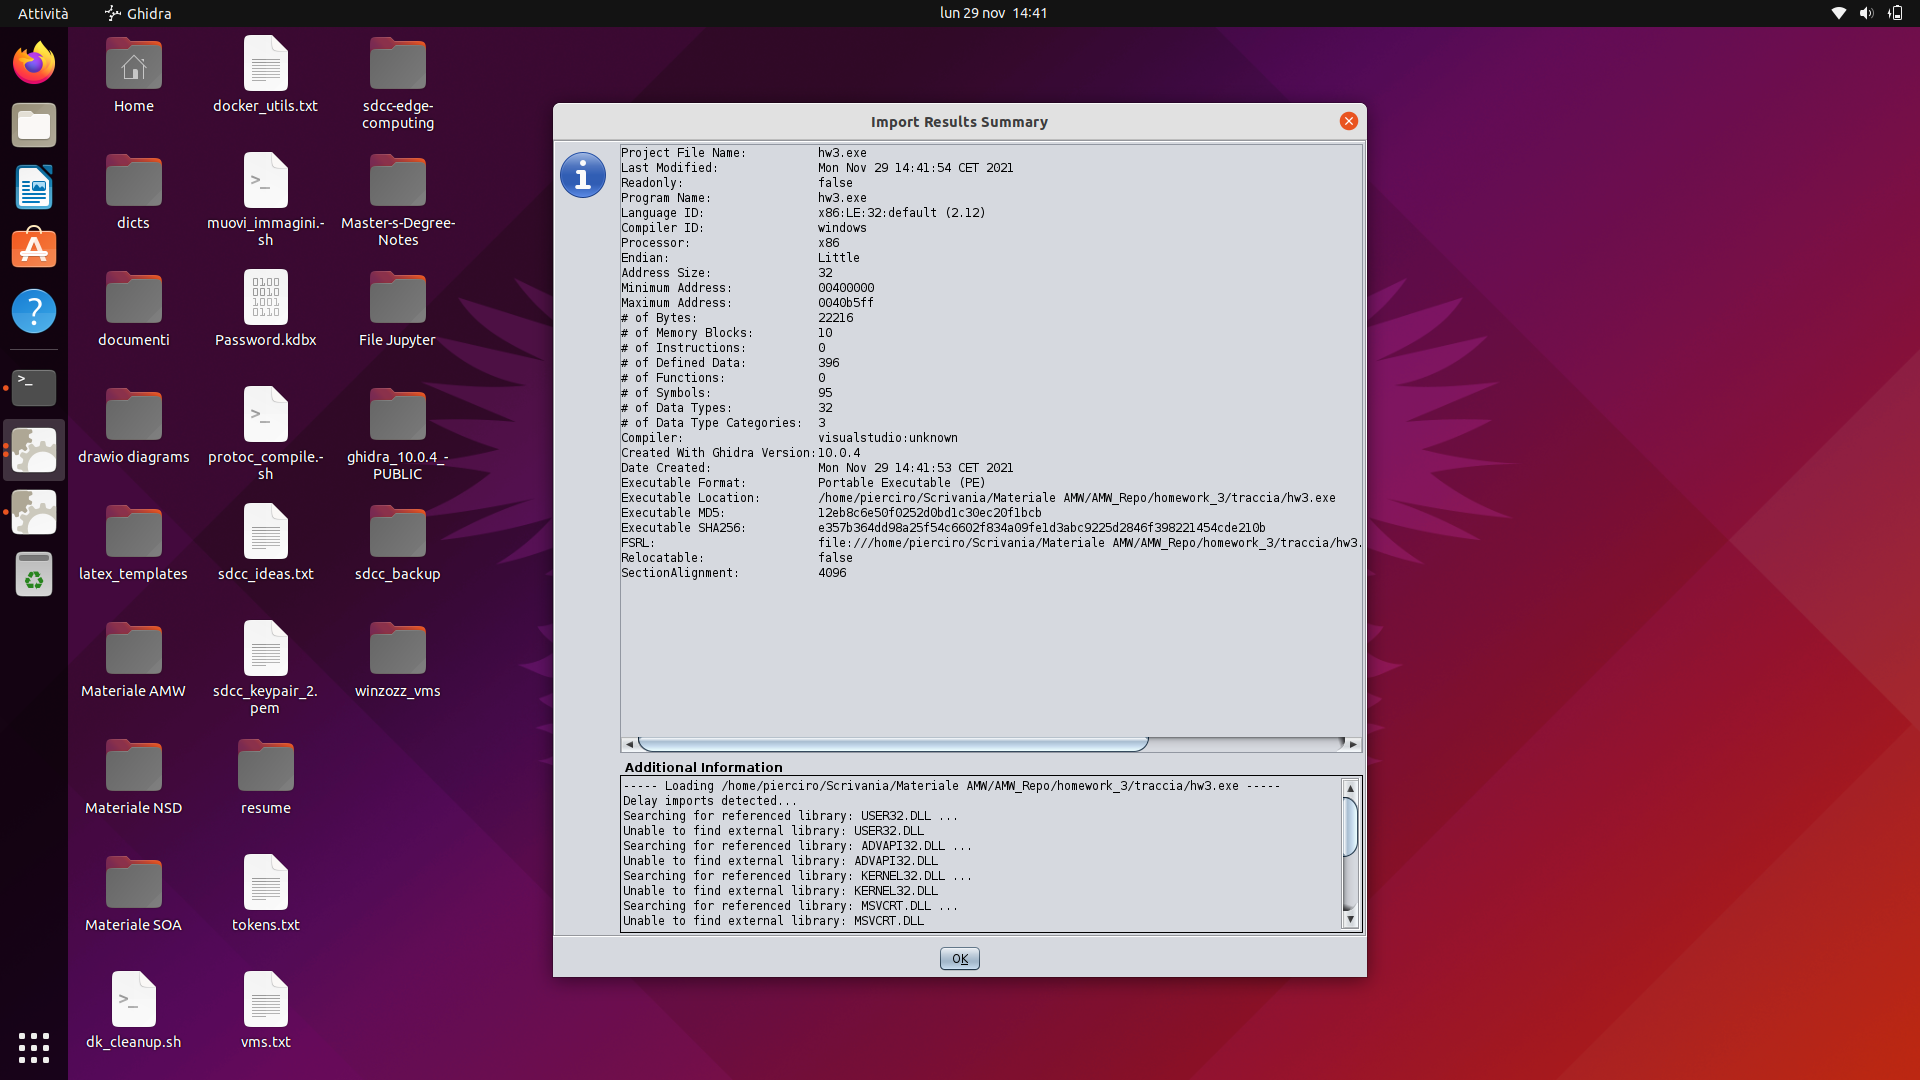 Attività
Ghidra
lun 29 nov 14:41
Home
docker_utils.txt
sdcc-edge-
computing
dicts
muovi_immagini.-
sh
Master-s-Degree-
Notes
documenti
Password.kdbx
File Jupyter
drawio diagrams
protoc_compile.-
sh
ghidra_10.0.4_-
PUBLIC
latex_templates
sdcc_ideas.txt
sdcc_backup
Materiale AMW
sdcc_keypair_2.
pem
winzozz_vms
Materiale NSD
resume
Materiale SOA
tokens.txt
dk_cleanup.sh
vms.txt
Import Results Summary
Project File Name: hw3.exe
Last Modified: Mon Nov 29 14:41:54 CET 2021
Readonly: false
Program Name: hw3.exe
Language ID: x86:LE:32:default (2.12)
Compiler ID: windows
Processor: x86
Endian: Little
Address Size: 32
Minimum Address: 00400000
Maximum Address: 0040b5ff
# of Bytes: 22216
# of Memory Blocks: 10
# of Instructions: 0
# of Defined Data: 396
# of Functions: 0
# of Symbols: 95
# of Data Types: 32
# of Data Type Categories: 3
Compiler: visualstudio:unknown
Created With Ghidra Version: 10.0.4
Date Created: Mon Nov 29 14:41:53 CET 2021
Executable Format: Portable Executable (PE)
Executable Location: /home/pierciro/Scrivania/Materiale AMW/AMW_Repo/homework_3/traccia/hw3.exe
Executable MD5: 12eb8c6e50f0252d0bd1c30ec20f1bcb
Executable SHA256: e357b364dd98a25f54c6602f834a09fe1d3abc9225d2846f398221454cde210b
FSRL: file:///home/pierciro/Scrivania/Materiale AMW/AMW_Repo/homework_3/traccia/hw3.
Relocatable: false
SectionAlignment: 4096
Additional Information
----- Loading /home/pierciro/Scrivania/Materiale AMW/AMW_Repo/homework_3/traccia/hw3.exe -----
Delay imports detected...
Searching for referenced library: USER32.DLL ...
Unable to find external library: USER32.DLL
Searching for referenced library: ADVAPI32.DLL ...
Unable to find external library: ADVAPI32.DLL
Searching for referenced library: KERNEL32.DLL ...
Unable to find external library: KERNEL32.DLL
Searching for referenced library: MSVCRT.DLL ...
Unable to find external library: MSVCRT.DLL
OK